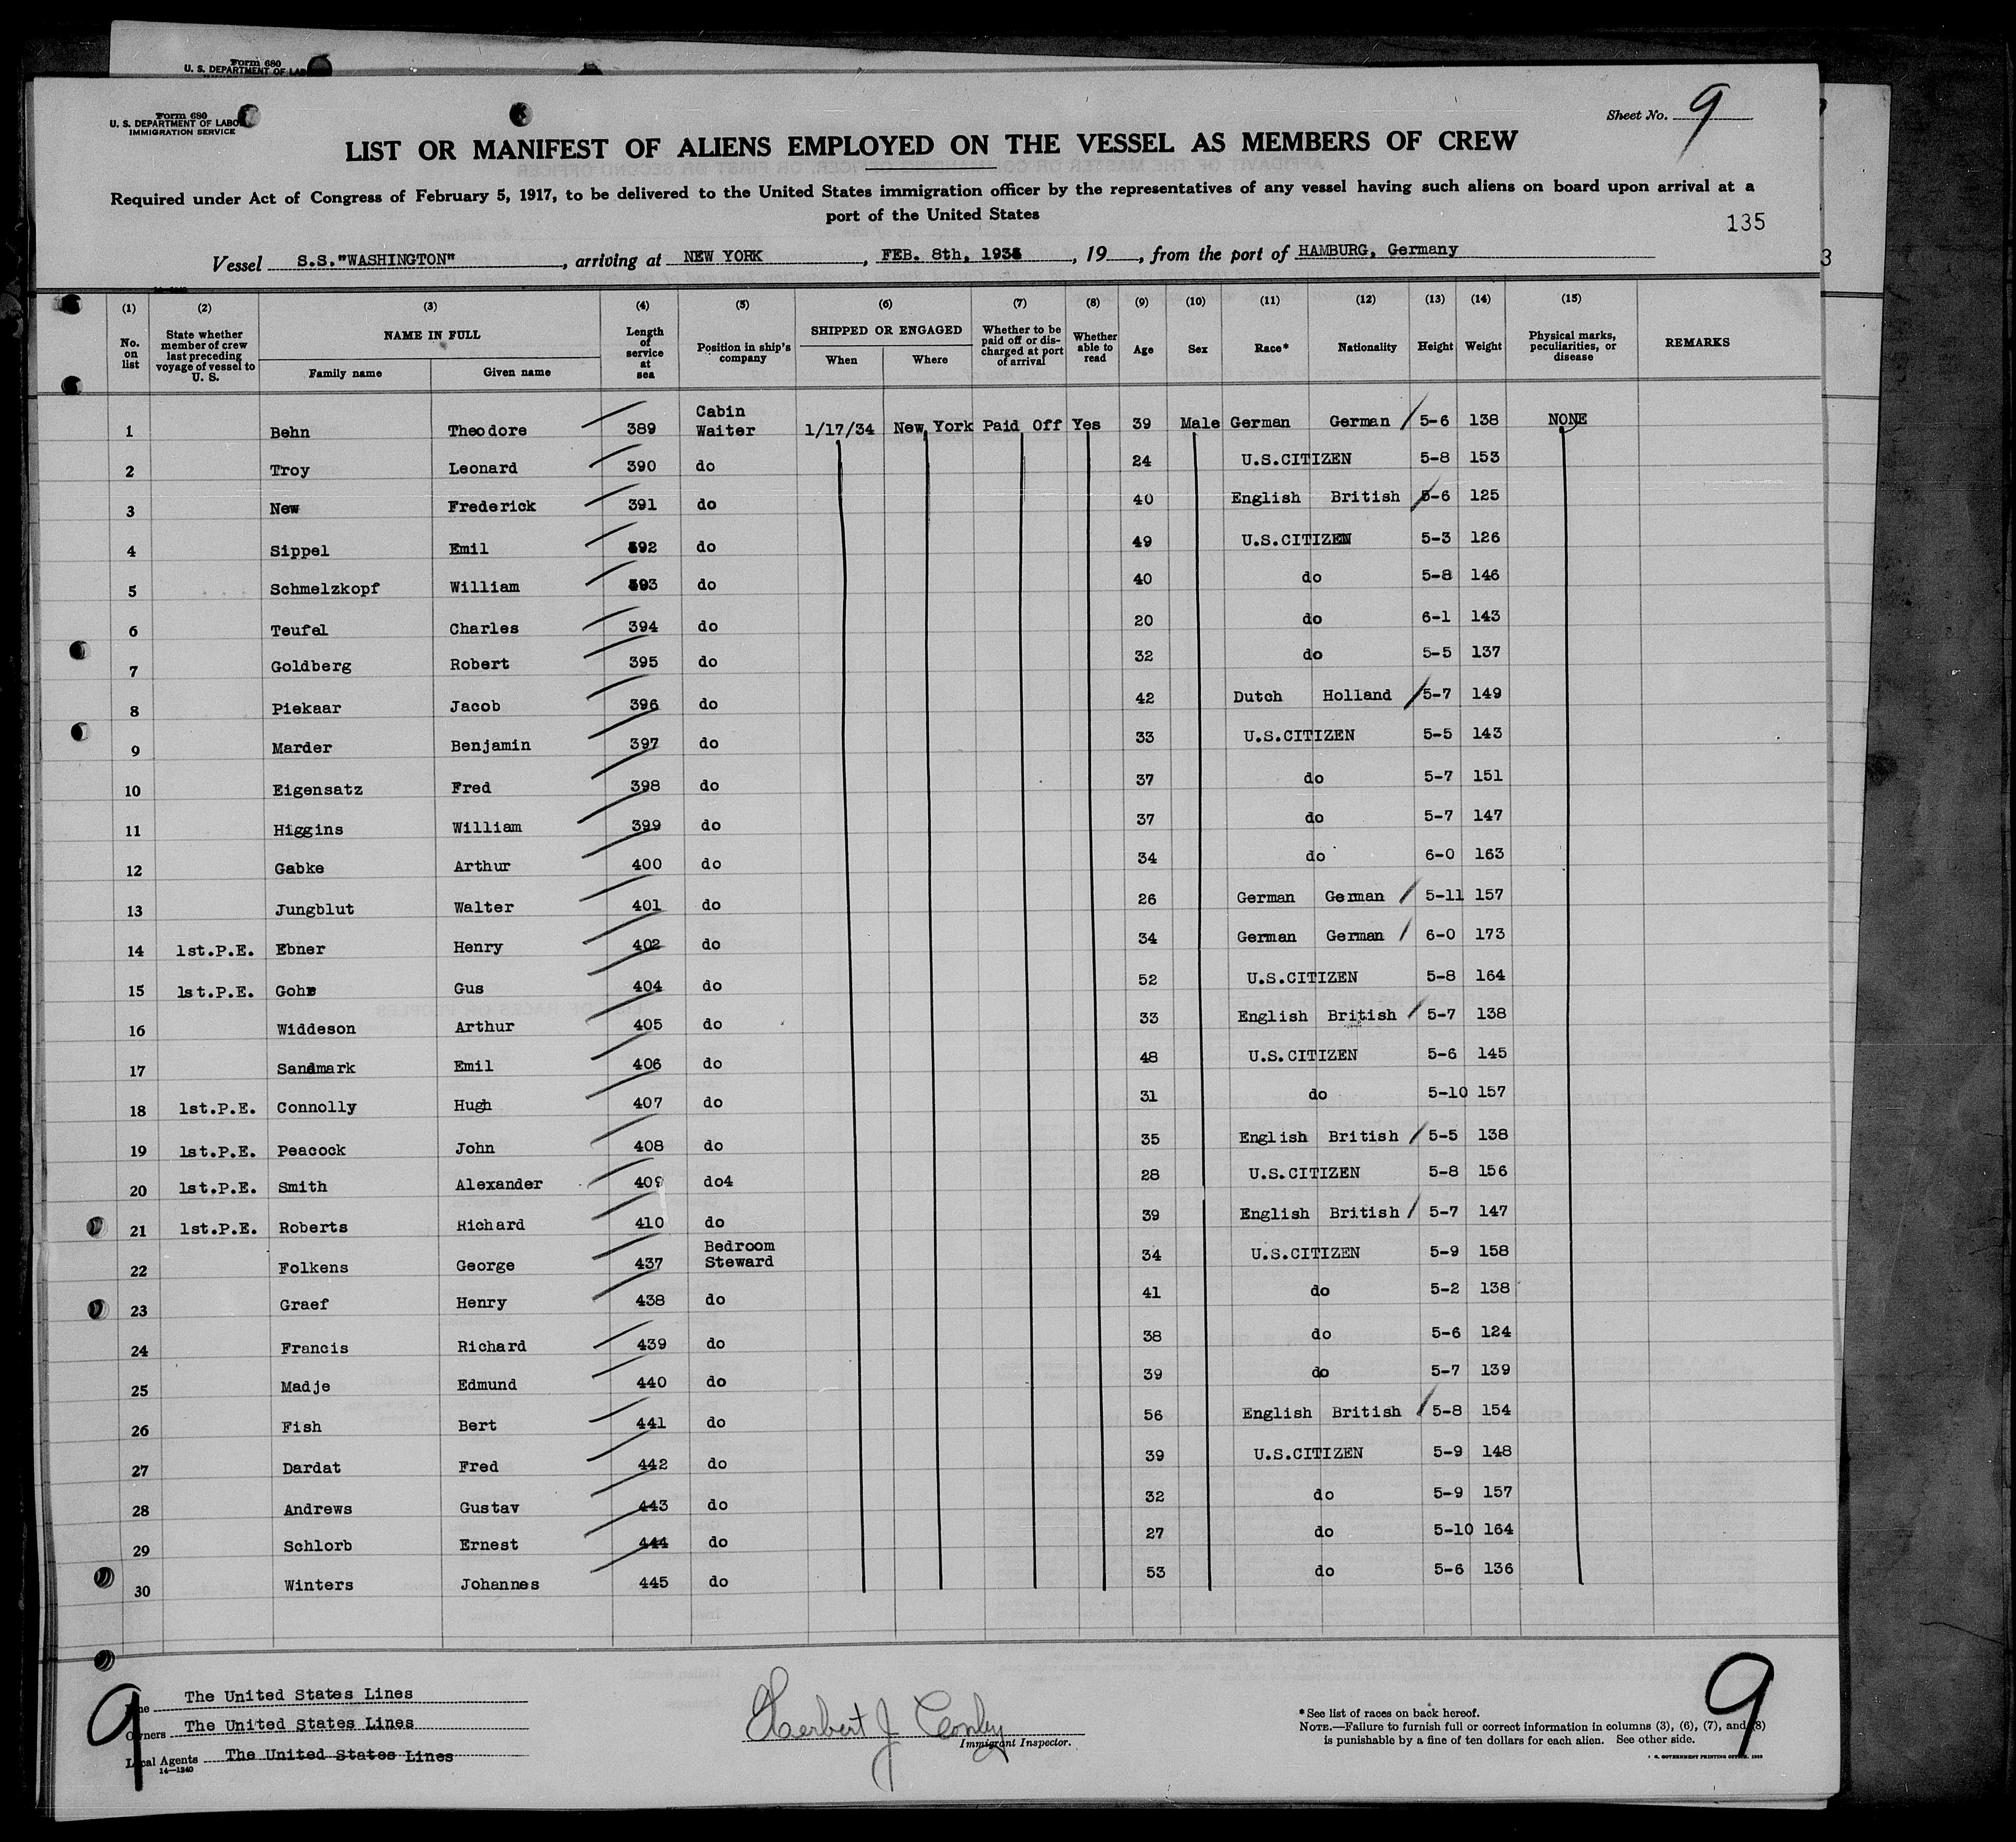 Form 680
U. S. DEPARTMENT OF LAB
Form 680
U. S. DEPARTMENT OF LABO
IMMIGRATION SERVICE
Sheet No. 9
LIST OR MANIFEST OF ALIENS EMPLOYED ON THE VESSEL AS MEMBERS OF CREW
Required under Act of Congress of February 5, 1917, to be delivered to the United States immigration officer by the representatives of any vessel having such aliens on board upon arrival at a
port of the United States
135
Vessel S.S."WASHINGTON", arriving at NEW YORK, FEB. 8th, 1934, 19__, from the port of HAMBURG, Germany
3
(1) (2) (3) (4) (5) (6) (7) (8) (9) (10) (11) (12) (13) (14) (15)
No. on list
State whether member of crew last preceding voyage of vessel to U. S.
NAME IN FULL
Family name Given name
Length of service at sea
Position in ship's company
SHIPPED OR ENGAGED
When Where
Whether to be paid off or discharged at port of arrival
Whether able to read
Age Sex Race* Nationality Height Weight
Physical marks, peculiarities, or disease
REMARKS
1 Behn Theodore 389 Cabin Waiter 1/17/34 New York Paid Off Yes 39 Male German German 5-6 138 NONE
2 Troy Leonard 390 do 24 U.S.CITIZEN 5-8 153
3 New Frederick 391 do 40 English British 5-6 125
4 Sippel Emil 392 do 49 U.S.CITIZEN 5-3 126
5 Schmelzkopf William 393 do 40 do 5-8 146
6 Teufel Charles 394 do 20 do 6-1 143
7 Goldberg Robert 395 do 32 do 5-5 137
8 Piekaar Jacob 396 do 42 Dutch Holland 5-7 149
9 Marder Benjamin 397 do 33 U.S.CITIZEN 5-5 143
10 Eigensatz Fred 398 do 37 do 5-7 151
11 Higgins William 399 do 37 do 5-7 147
12 Gabke Arthur 400 do 34 do 6-0 163
13 Jungblut Walter 401 do 26 German German 5-11 157
14 1st.P.E. Ebner Henry 402 do 34 German German 6-0 173
15 1st.P.E. Gohr Gus 404 do 52 U.S.CITIZEN 5-8 164
16 Widdeson Arthur 405 do 33 English British 5-7 138
17 Sandmark Emil 406 do 48 U.S.CITIZEN 5-6 145
18 1st.P.E. Connolly Hugh 407 do 31 do 5-10 157
19 1st.P.E. Peacock John 408 do 35 English British 5-5 138
20 1st.P.E. Smith Alexander 409 do4 28 U.S.CITIZEN 5-8 156
21 1st.P.E. Roberts Richard 410 do 39 English British 5-7 147
22 Folkens George 437 Bedroom Steward 34 U.S.CITIZEN 5-9 158
23 Graef Henry 438 do 41 do 5-2 138
24 Francis Richard 439 do 38 do 5-6 124
25 Madje Edmund 440 do 39 do 5-7 139
26 Fish Bert 441 do 56 English British 5-8 154
27 Dardat Fred 442 do 39 U.S.CITIZEN 5-9 148
28 Andrews Gustav 443 do 32 do 5-9 157
29 Schlorb Ernest 444 do 27 do 5-10 164
30 Winters Johannes 445 do 53 do 5-6 136
9
The United States Lines
Owners The United States Lines
Local Agents The United States Lines
14—1240
Herbert J Conley
Immigrant Inspector.
*See list of races on back hereof.
NOTE.—Failure to furnish full or correct information in columns (3), (6), (7), and (8)
is punishable by a fine of ten dollars for each alien. See other side.
GOVERNMENT PRINTING OFFICE
9